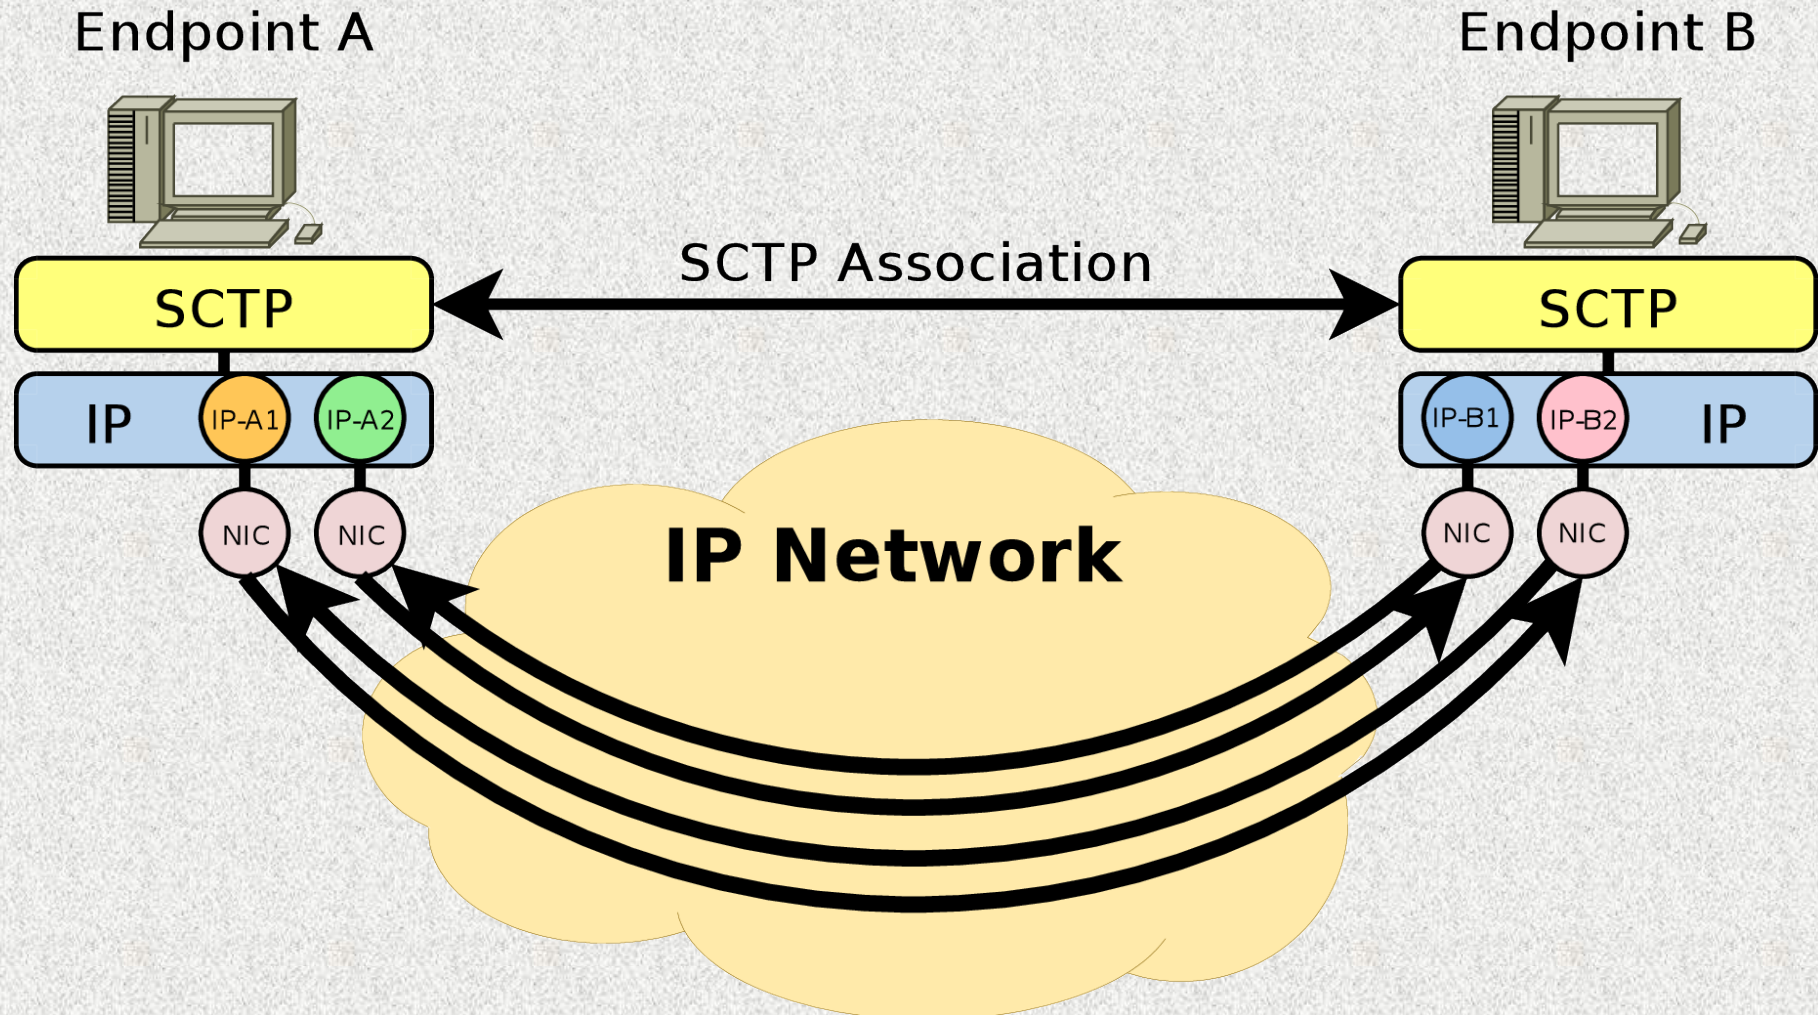 Endpoint A
Endpoint B
SCTP Association
SCTP
SCTP
IP
IP-A1
IP-A2
IP-B1
IP-B2
IP
NIC
NIC
NIC
NIC
IP Network